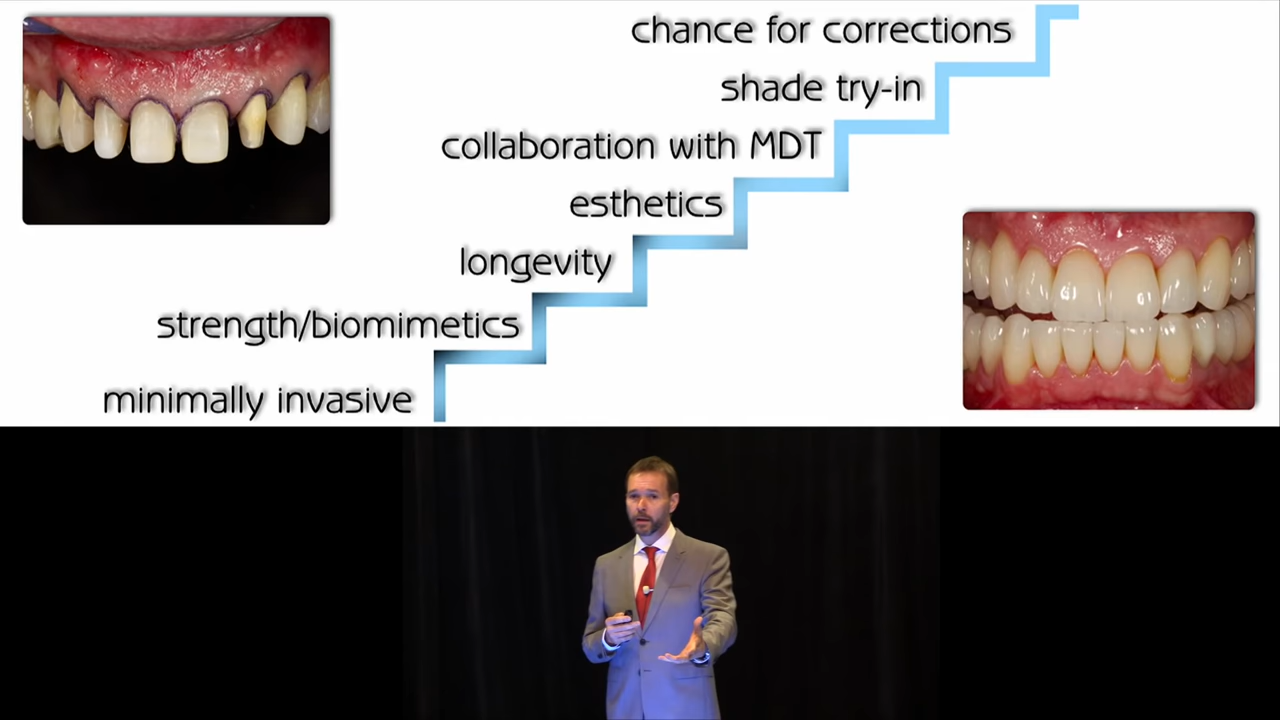 chance for corrections
shade try-in
collaboration with MDT
esthetics
longevity
strength/biomimetics
minimally invasive